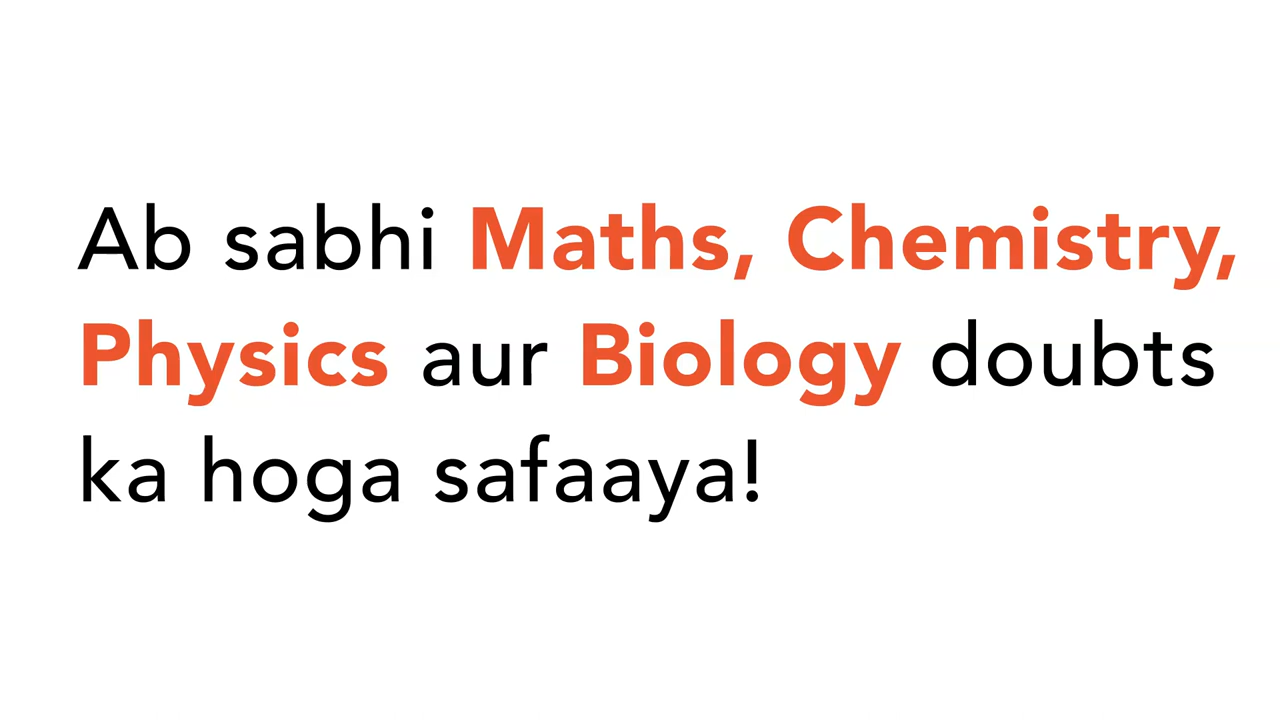 Ab sabhi Maths, Chemistry,
Physics aur Biology doubts
ka hoga safaaya!